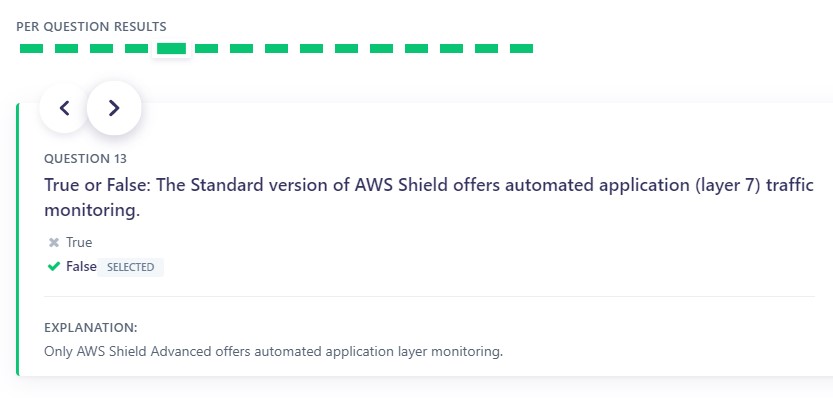 PER QUESTION RESULTS
QUESTION 13
True or False: The Standard version of AWS Shield offers automated application (layer 7) traffic
monitoring.
True
False SELECTED
EXPLANATION:
Only AWS Shield Advanced offers automated application layer monitoring.